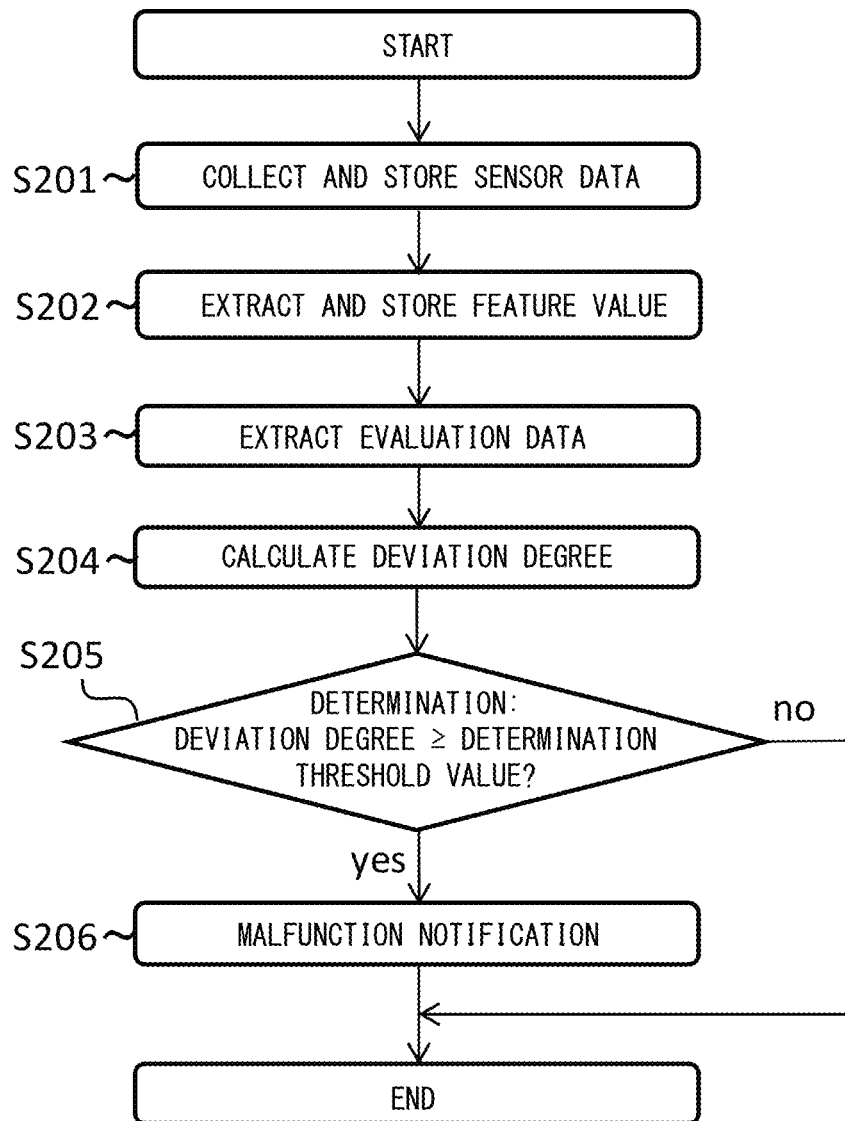 START
S201
COLLECT AND STORE SENSOR DATA
S202
EXTRACT AND STORE FEATURE VALUE
S203
EXTRACT EVALUATION DATA
S204
CALCULATE DEVIATION DEGREE
S205
DETERMINATION:
DEVIATION DEGREE ≥ DETERMINATION
THRESHOLD VALUE?
no
yes
S206
MALFUNCTION NOTIFICATION
END